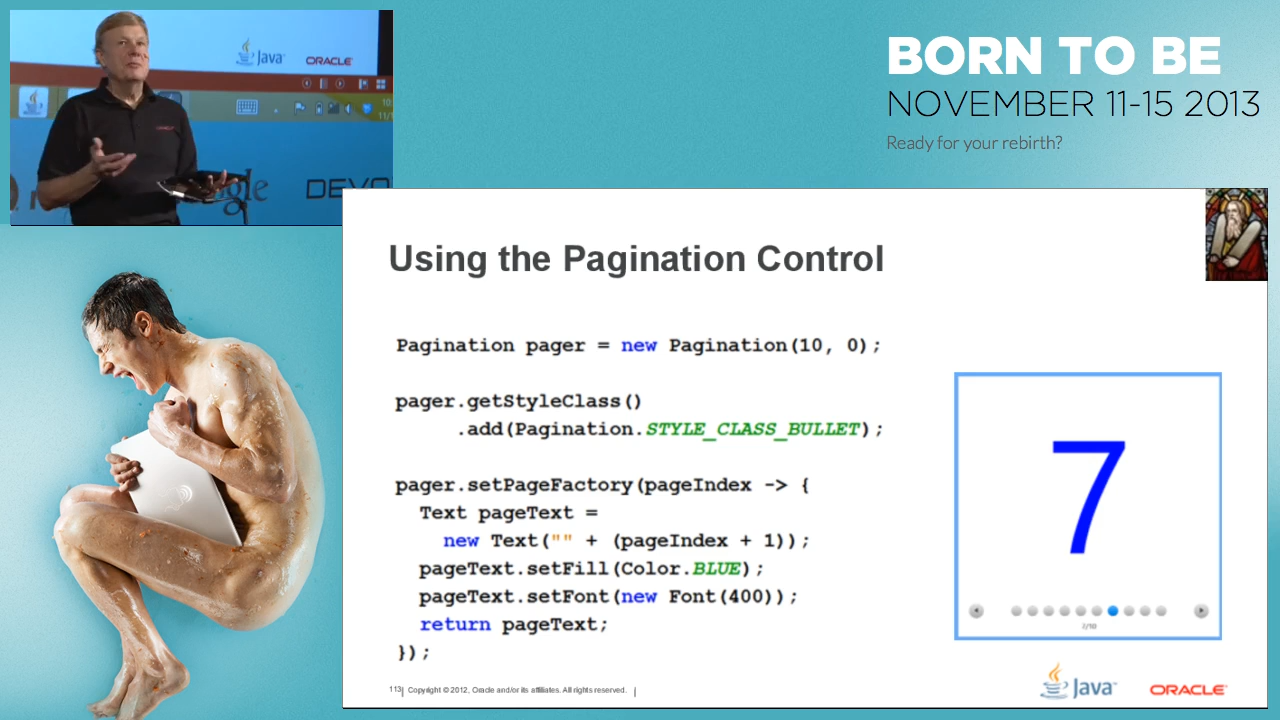 Java
ORACLE
BORN TO BE
NOVEMBER 11-15 2013
Ready for your rebirth?
Using the Pagination Control
Pagination pager = new Pagination(10, 0);
pager.getStyleClass()
.add(Pagination.STYLE_CLASS_BULLET);
pager.setPageFactory(pageIndex -> {
Text pageText =
new Text("" + (pageIndex + 1));
pageText.setFill(Color.BLUE);
pageText.setFont(new Font(400));
return pageText;
});
7
7/10
113| Copyright © 2012, Oracle and/or its affiliates. All rights reserved. |
Java
ORACLE